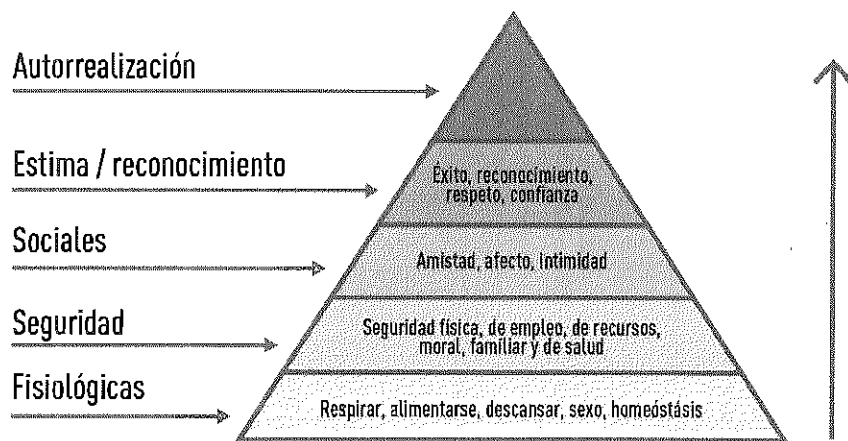 Autorrealización
Estima / reconocimiento
Éxito, reconocimiento,
respeto, confianza
Sociales
Amistad, afecto, intimidad
Seguridad
Seguridad física, de empleo, de recursos,
moral, familiar y de salud
Fisiológicas
Respirar, alimentarse, descansar, sexo, homeóstásis